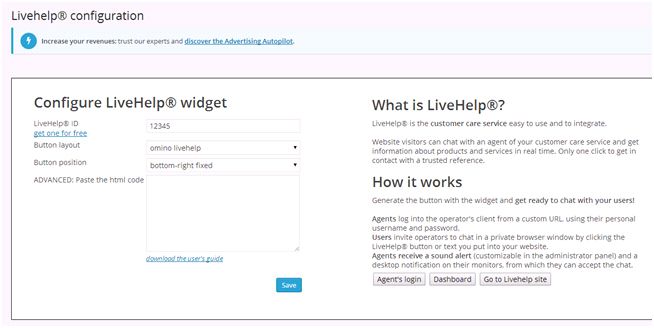 Livehelp® configuration
Increase your revenues: trust our experts and discover the Advertising Autopilot.
Configure LiveHelp® widget
LiveHelp® ID
12345
get one for free
Button layout
omino livehelp
Button position
bottom-right fixed
ADVANCED: Paste the html code
download the user's guide
Save
What is LiveHelp®?
LiveHelp® is the customer care service easy to use and to integrate.
Website visitors can chat with an agent of your customer care service and get
information about products and services in real time. Only one click to get in
contact with a trusted reference.
How it works
Generate the button with the widget and get ready to chat with your users!
Agents log into the operator's client from a custom URL, using their personal
username and password.
Users invite operators to chat in a private browser window by clicking the
LiveHelp® button or text you put into your website.
Agents receive a sound alert (customizable in the administrator panel) and a
desktop notification on their monitors, from which they can accept the chat.
Agent's login
Dashboard
Go to Livehelp site